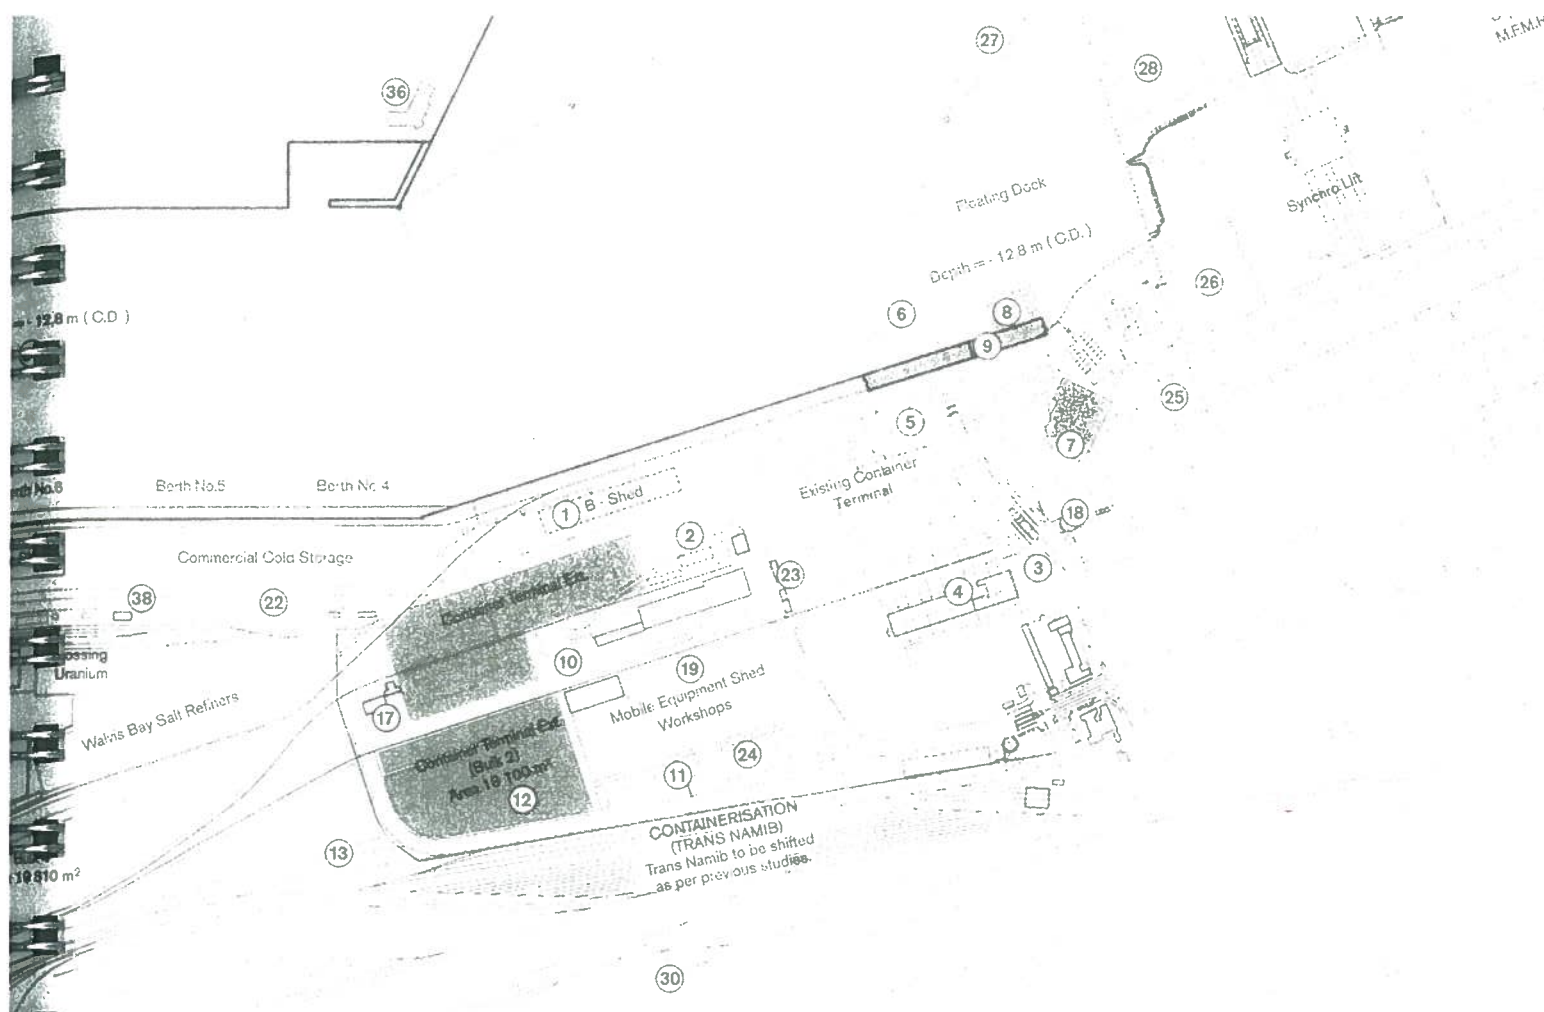 27
28
M.F.M.R
36
Floating Dock
Synchro Lift
Depth = - 12.8 m ( C.D. )
26
12.8 m ( C.D )
6
8
9
25
5
7
Existing Container
Terminal
Berth No.5
Berth No 4
1
B - Shed
18
2
Commercial Cold Storage
3
23
4
Container Terminal Ext.
38
22
Uranium
10
19
Mobile Equipment Shed
Workshops
17
Walvis Bay Salt Refiners
Container Terminal Ext.
(Bulk 2)
Area 18 100 m²
12
24
11
CONTAINERISATION
(TRANS NAMIB)
Trans Namib to be shifted
as per previous studies.
13
m²
30